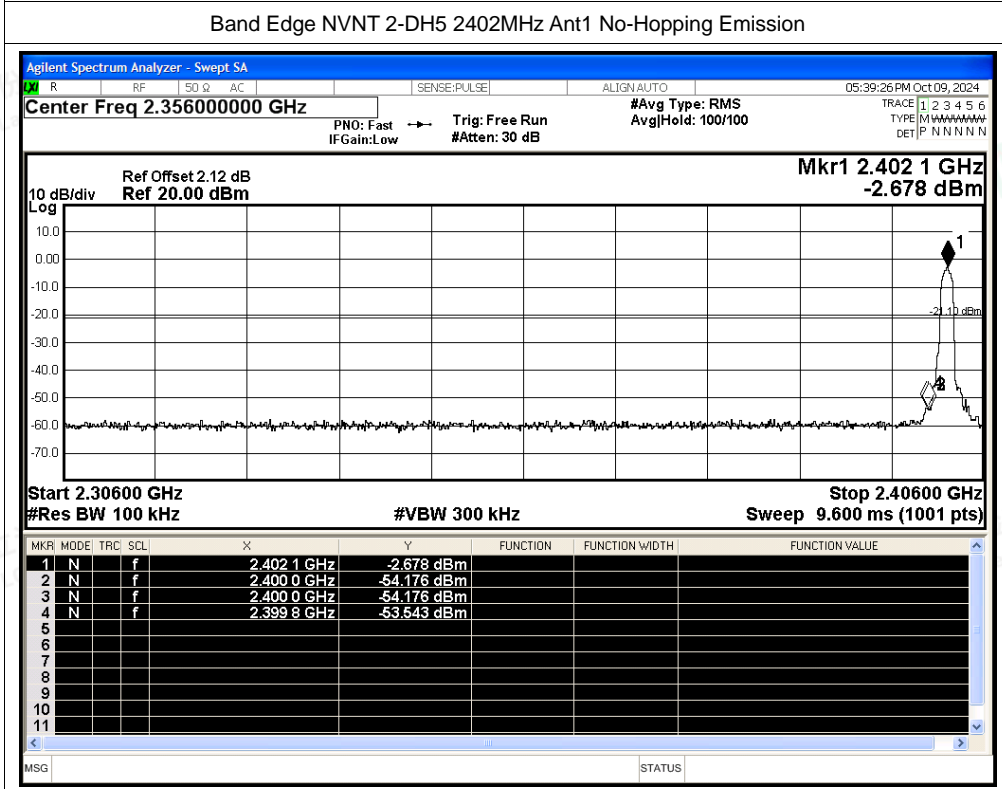 Band Edge NVNT 2-DH5 2402MHz Ant1 No-Hopping Emission
Agilent Spectrum Analyzer - Swept SA
LXI R RF 50 Ω AC SENSE:PULSE ALIGN AUTO 05:39:26 PM Oct 09, 2024
Center Freq 2.356000000 GHz #Avg Type: RMS TRACE 1 2 3 4 5 6
PNO: Fast Trig: Free Run Avg|Hold: 100/100 TYPE M
IFGain:Low #Atten: 30 dB DET P N N N N N
Mkr1 2.402 1 GHz
Ref Offset 2.12 dB
10 dB/div Ref 20.00 dBm -2.678 dBm
Log
10.0
1
0.00
-10.0
-20.0
-21.10 dBm
-30.0
-40.0
-50.0
-60.0
-70.0
Start 2.30600 GHz Stop 2.40600 GHz
#Res BW 100 kHz #VBW 300 kHz Sweep 9.600 ms (1001 pts)
MKR MODE TRC SCL X Y FUNCTION FUNCTION WIDTH FUNCTION VALUE
1 N f 2.402 1 GHz -2.678 dBm
2 N f 2.400 0 GHz -54.176 dBm
3 N f 2.400 0 GHz -54.176 dBm
4 N f 2.399 8 GHz -53.543 dBm
5
6
7
8
9
10
11
MSG STATUS